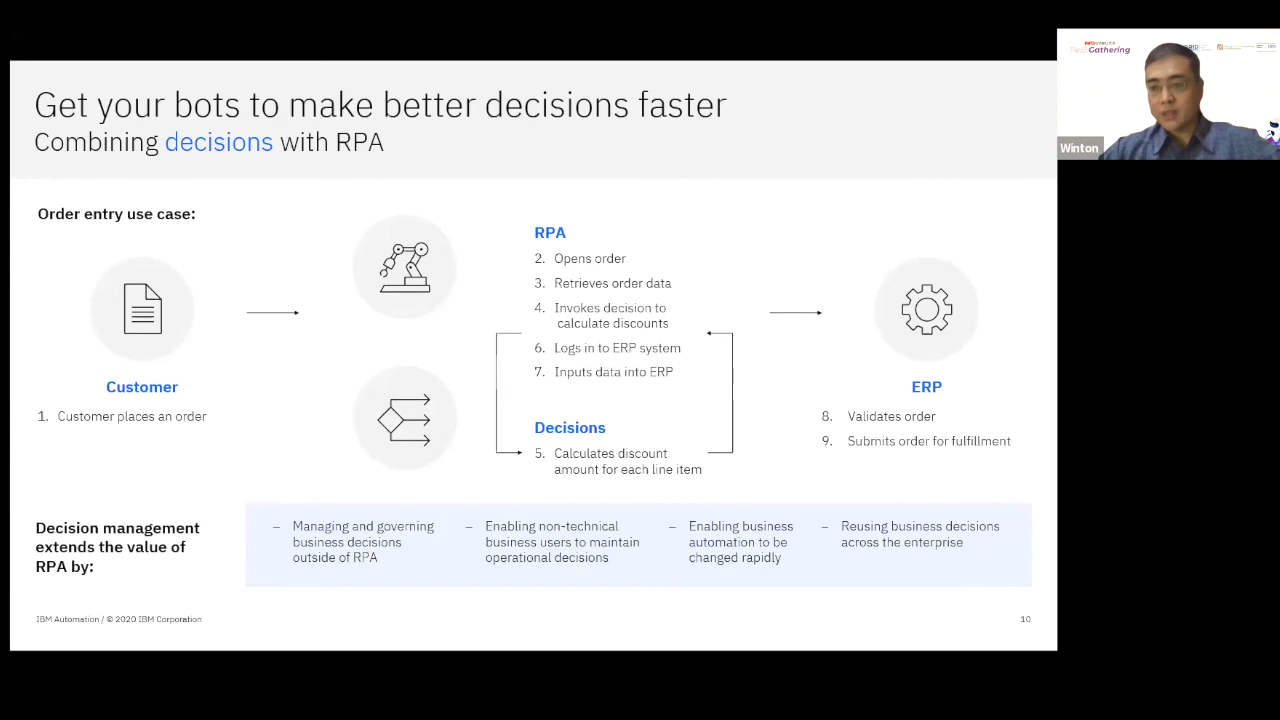 Get your bots to make better decisions faster
Combining decisions with RPA
Order entry use case:
Customer
1. Customer places an order
RPA
2. Opens order
3. Retrieves order data
4. Invokes decision to
calculate discounts
6. Logs in to ERP system
7. Inputs data into ERP
Decisions
5. Calculates discount
amount for each line item
ERP
8. Validates order
9. Submits order for fulfillment
Decision management
extends the value of
RPA by:
– Managing and governing
business decisions
outside of RPA
– Enabling non-technical
business users to maintain
operational decisions
– Enabling business
automation to be
changed rapidly
– Reusing business decisions
across the enterprise
IBM Automation / © 2020 IBM Corporation
10
Gathering
Winton